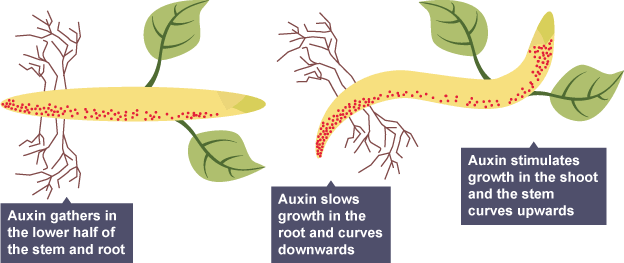 Auxin gathers in
the lower half of
the stem and root
Auxin slows
growth in the
root and curves
downwards
Auxin stimulates
growth in the shoot
and the stem
curves upwards